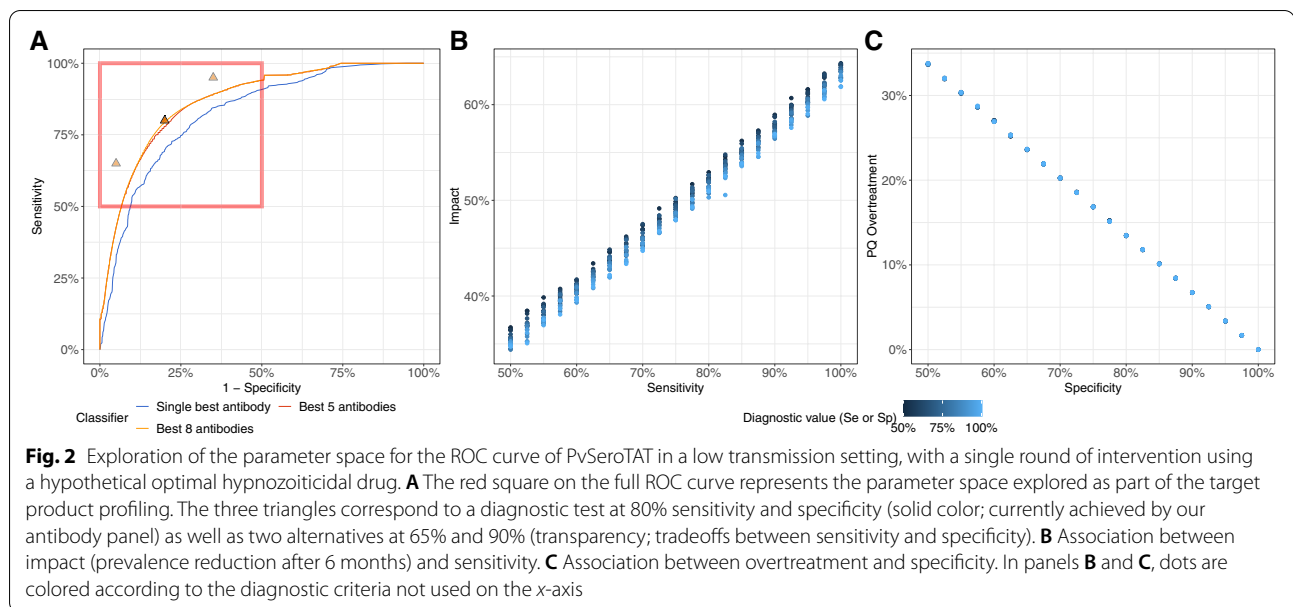 A
100%
75%
50%
25%
0%
Sensitivity
0% 25% 50% 75% 100%
1 − Specificity
Classifier
Single best antibody
Best 5 antibodies
Best 8 antibodies
B
60%
50%
40%
Impact
50% 60% 70% 80% 90% 100%
Sensitivity
C
30%
20%
10%
0%
PQ Overtreatment
50% 60% 70% 80% 90% 100%
Specificity
Diagnostic value (Se or Sp)
50% 75% 100%
Fig. 2 Exploration of the parameter space for the ROC curve of PvSeroTAT in a low transmission setting, with a single round of intervention using
a hypothetical optimal hypnozoiticidal drug. A The red square on the full ROC curve represents the parameter space explored as part of the target
product profiling. The three triangles correspond to a diagnostic test at 80% sensitivity and specificity (solid color; currently achieved by our
antibody panel) as well as two alternatives at 65% and 90% (transparency; tradeoffs between sensitivity and specificity). B Association between
impact (prevalence reduction after 6 months) and sensitivity. C Association between overtreatment and specificity. In panels B and C, dots are
colored according to the diagnostic criteria not used on the x-axis